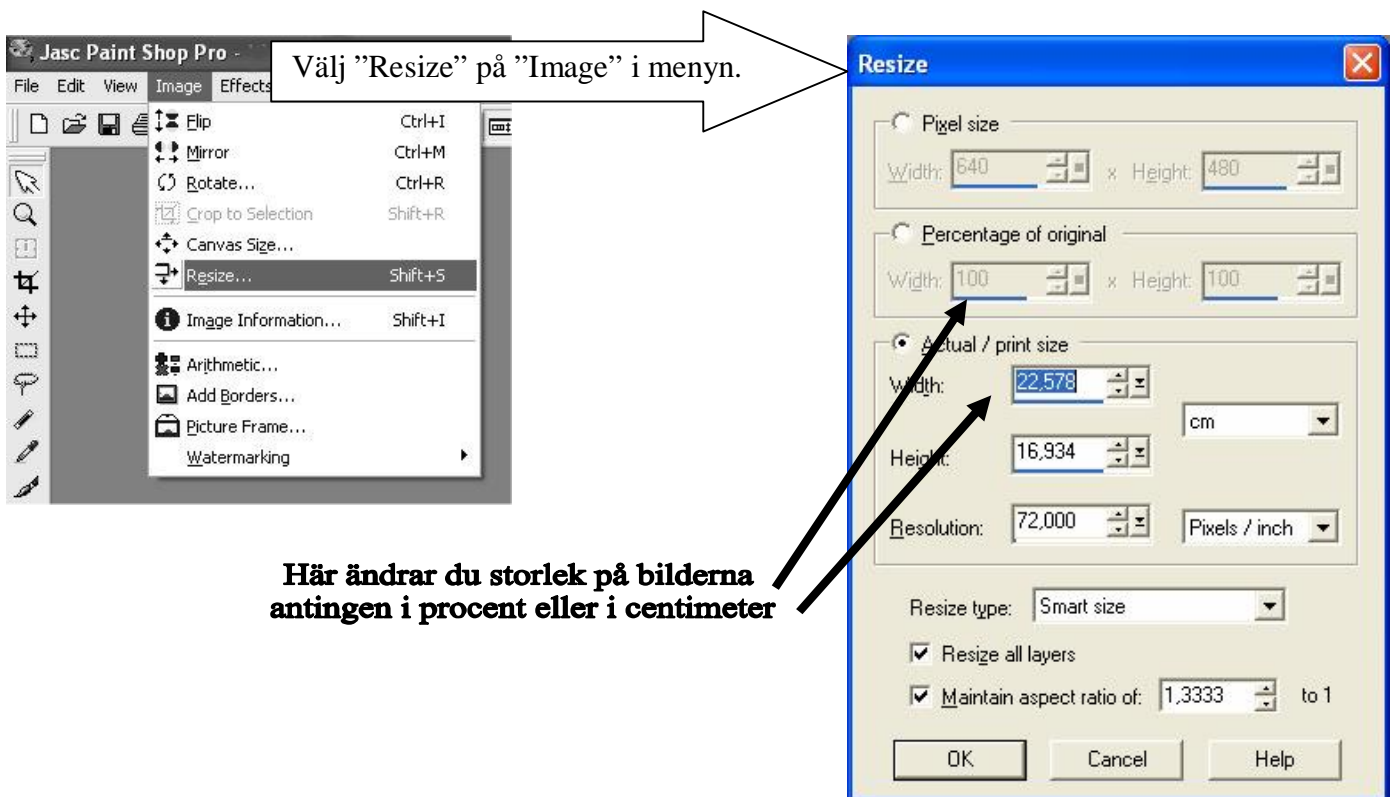 Jasc Paint Shop Pro -
Välj ”Resize” på ”Image” i menyn.
File Edit View Image Effects
Flip Ctrl+I
Mirror Ctrl+M
Rotate... Ctrl+R
Crop to Selection Shift+R
Canvas Size...
Resize... Shift+S
Image Information... Shift+I
Arithmetic...
Add Borders...
Picture Frame...
Watermarking
Här ändrar du storlek på bilderna
antingen i procent eller i centimeter
Resize
Pixel size
Width: 640 x Height: 480
Percentage of original
Width: 100 x Height: 100
Actual / print size
Width: 22,578
cm
Height: 16,934
Resolution: 72,000 Pixels / inch
Resize type: Smart size
Resize all layers
Maintain aspect ratio of: 1,3333 to 1
OK Cancel Help